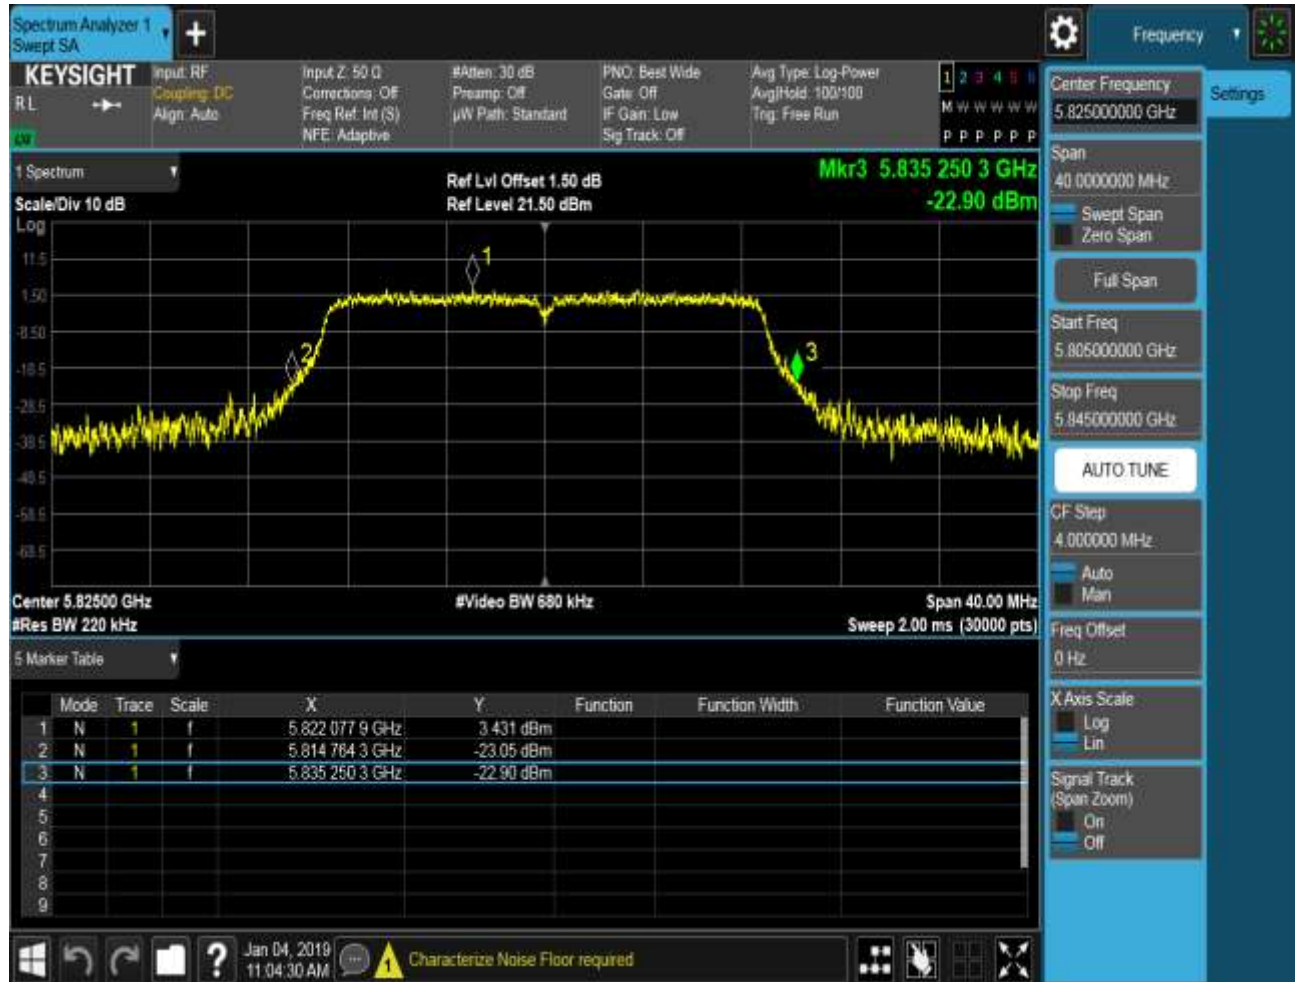 Spectrum Analyzer 1
Swept SA
Frequency
KEYSIGHT
RL
Input: RF
Coupling: DC
Align: Auto
Input Z: 50 Ω
Corrections: Off
Freq Ref: Int (S)
NFE: Adaptive
#Atten: 30 dB
Preamp: Off
µW Path: Standard
PNO: Best Wide
Gate: Off
IF Gain: Low
Sig Track: Off
Avg Type: Log-Power
Avg|Hold: 100/100
Trig: Free Run
1 2 3 4 5 6
M W W W W W
P P P P P P
1 Spectrum
Scale/Div 10 dB
Ref Lvl Offset 1.50 dB
Ref Level 21.50 dBm
Mkr3 5.835 250 3 GHz
-22.90 dBm
Log
11.5
1.50
-8.50
-18.5
-28.5
-38.5
-48.5
-58.5
-68.5
1
2
3
Center 5.82500 GHz
#Video BW 680 kHz
Span 40.00 MHz
#Res BW 220 kHz
Sweep 2.00 ms (30000 pts)
5 Marker Table
Mode Trace Scale X Y Function Function Width Function Value
1 N 1 f 5.822 077 9 GHz 3.431 dBm
2 N 1 f 5.814 764 3 GHz -23.05 dBm
3 N 1 f 5.835 250 3 GHz -22.90 dBm
4
5
6
7
8
9
Jan 04, 2019
11:04:30 AM
1
Characterize Noise Floor required
Center Frequency
5.825000000 GHz
Settings
Span
40.0000000 MHz
Swept Span
Zero Span
Full Span
Start Freq
5.805000000 GHz
Stop Freq
5.845000000 GHz
AUTO TUNE
CF Step
4.000000 MHz
Auto
Man
Freq Offset
0 Hz
X Axis Scale
Log
Lin
Signal Track
(Span Zoom)
On
Off